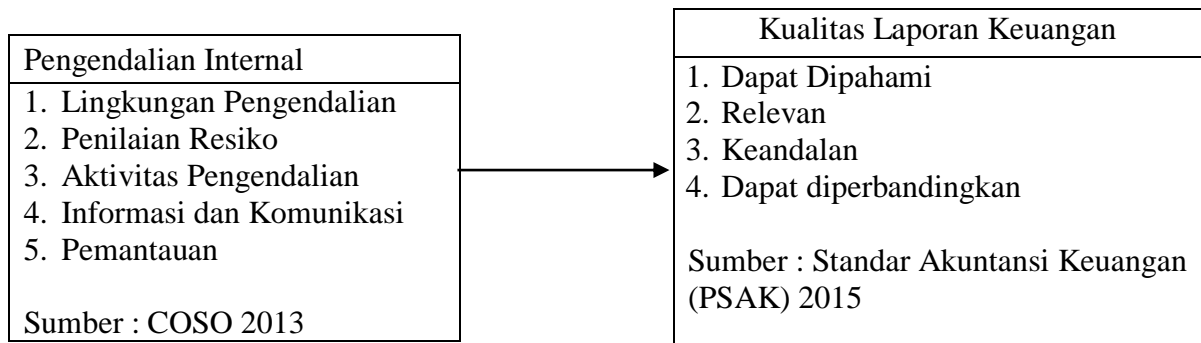 Pengendalian Internal
1. Lingkungan Pengendalian
2. Penilaian Resiko
3. Aktivitas Pengendalian
4. Informasi dan Komunikasi
5. Pemantauan
Sumber : COSO 2013
Kualitas Laporan Keuangan
1. Dapat Dipahami
2. Relevan
3. Keandalan
4. Dapat diperbandingkan
Sumber : Standar Akuntansi Keuangan
(PSAK) 2015